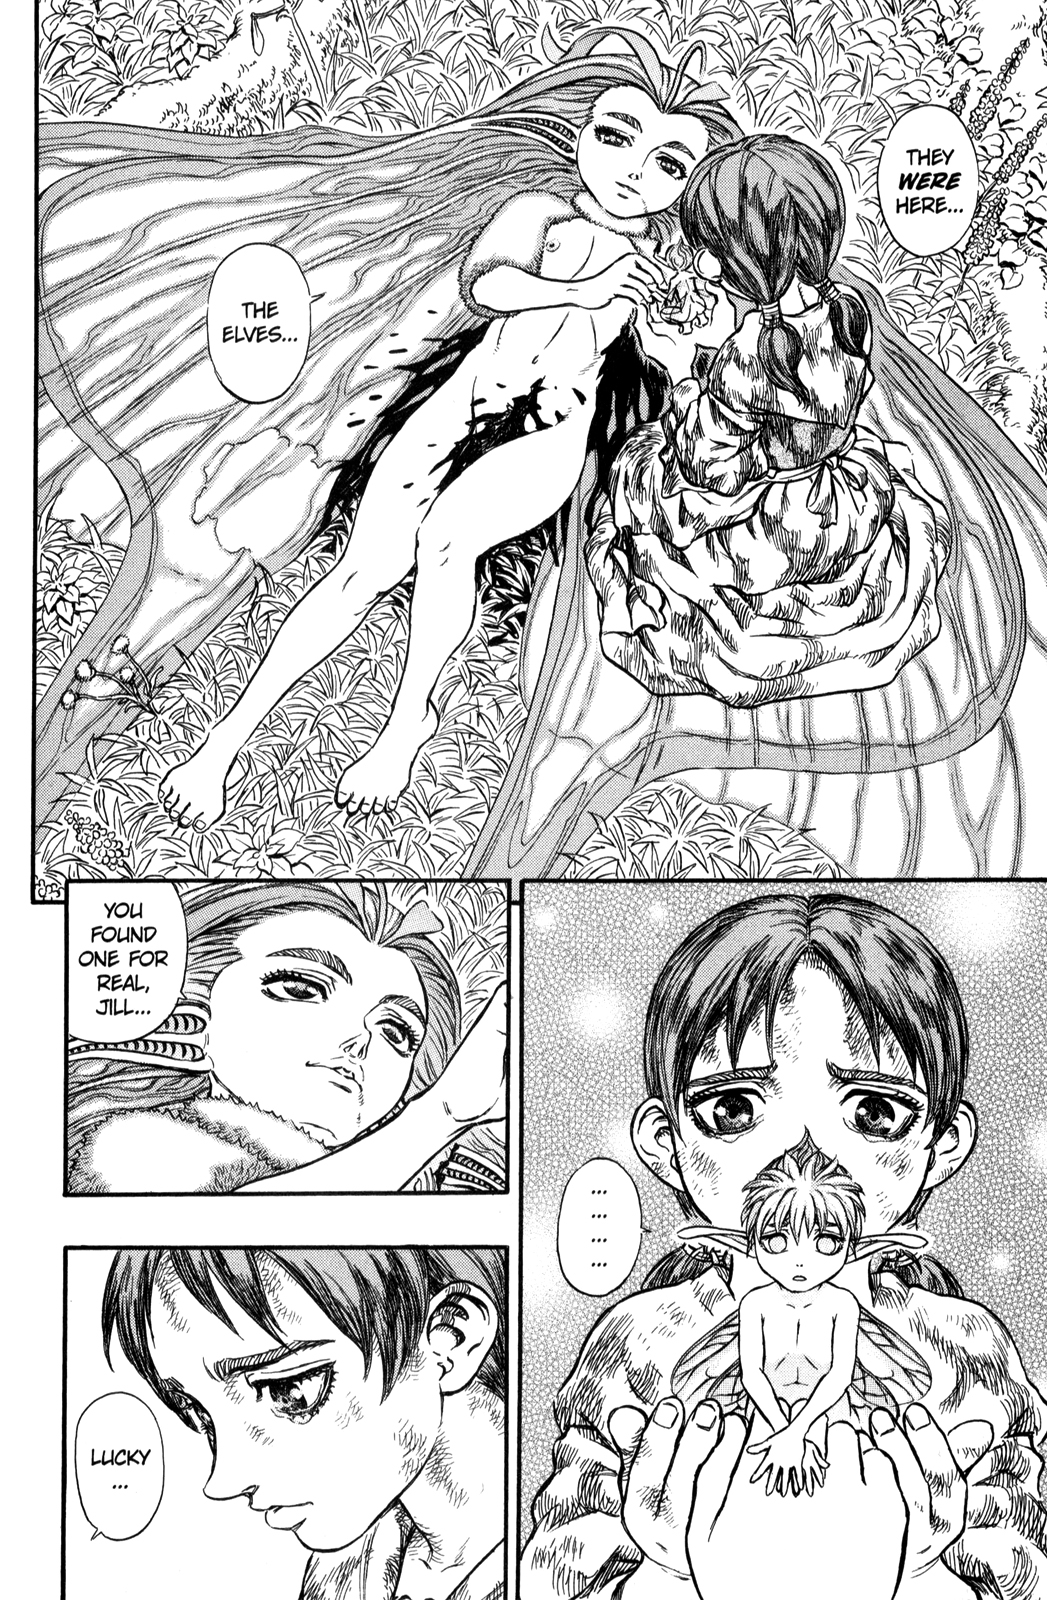 THEY
WERE
HERE...
THE
ELVES...
YOU
FOUND
ONE FOR
REAL,
JILL...
...
...
...
...
LUCKY
...